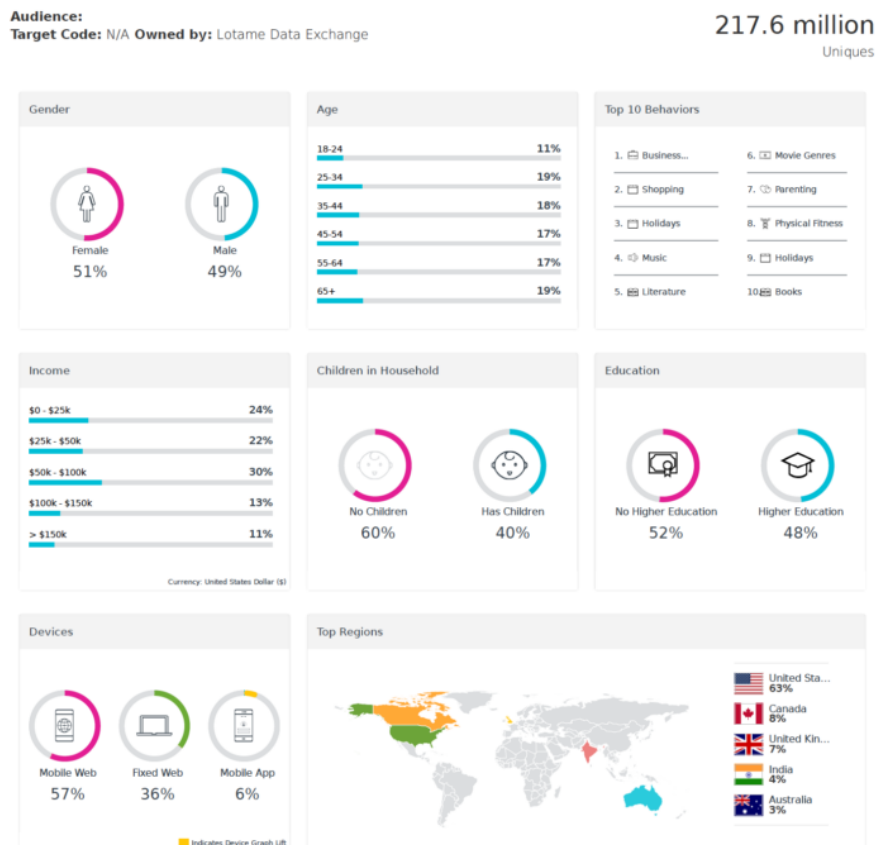 Audience:
Target Code: N/A Owned by: Lotame Data Exchange
217.6 million
Uniques
Gender
Female
51%
Male
49%
Age
18-24 11%
25-34 19%
35-44 18%
45-54 17%
55-64 17%
65+ 19%
Top 10 Behaviors
1. Business...
2. Shopping
3. Holidays
4. Music
5. Literature
6. Movie Genres
7. Parenting
8. Physical Fitness
9. Holidays
10. Books
Income
$0 - $25k 24%
$25k - $50k 22%
$50k - $100k 30%
$100k - $150k 13%
> $150k 11%
Currency: United States Dollar ($)
Children in Household
No Children
60%
Has Children
40%
Education
No Higher Education
52%
Higher Education
48%
Devices
Mobile Web
57%
Fixed Web
36%
Mobile App
6%
Indicates Device Graph Lift
Top Regions
United Sta...
63%
Canada
8%
United Kin...
7%
India
4%
Australia
3%